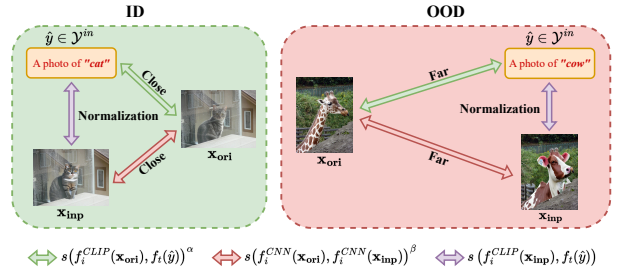 ID
ŷ ∈ 𝒴^{in}
A photo of "cat"
Close
Normalization
x_ori
Close
x_inp
OOD
ŷ ∈ 𝒴^{in}
A photo of "cow"
Far
Normalization
x_ori
Far
x_inp
s(f_i^{CLIP}(x_ori), f_t(ŷ))^α
s(f_i^{CNN}(x_ori), f_i^{CNN}(x_inp))^β
s(f_i^{CLIP}(x_inp), f_t(ŷ))